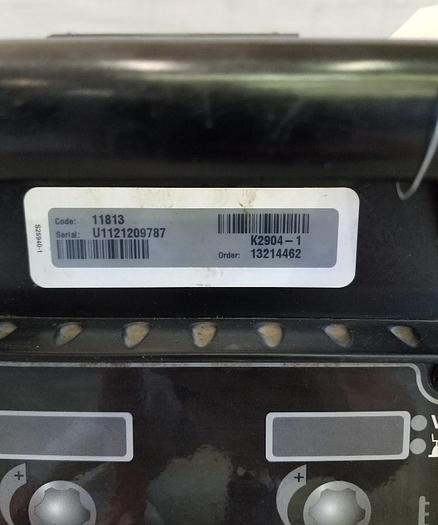 Code: 11813
Serial: U1121209787
K2904-1
Order: 13214462
S25940-1
+
+
V